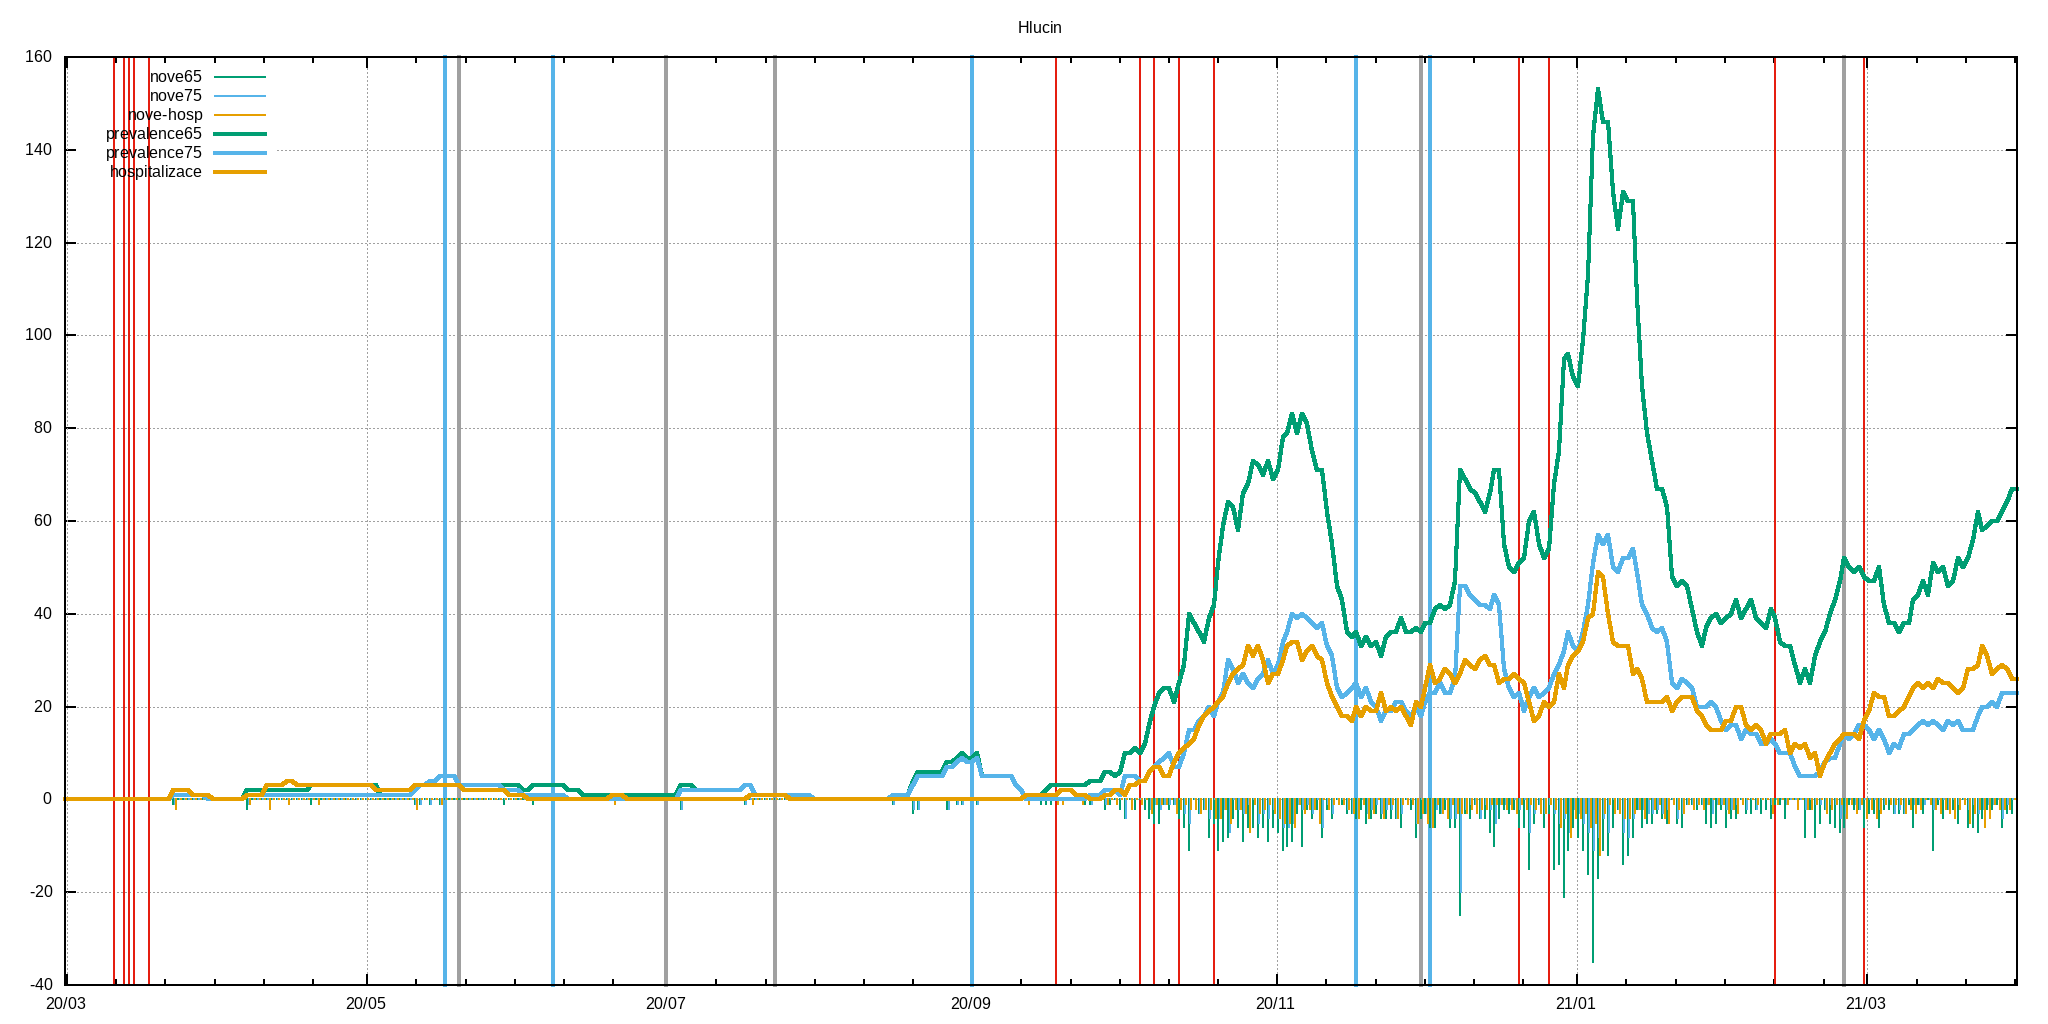 Hlucin
160
140
120
100
80
60
40
20
0
-20
-40
nove65
nove75
nove-hosp
prevalence65
prevalence75
hospitalizace
20/03 20/05 20/07 20/09 20/11 21/01 21/03